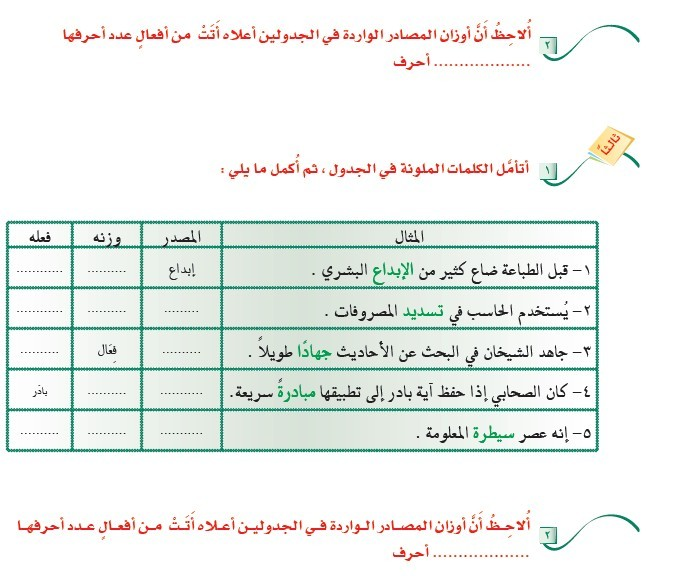 ٢ أُلاحِظُ أَنَّ أوزان المصادر الواردة في الجدولين أعلاه أَتَتْ من أفعالٍ عدد أحرفها
................... أحرف
ثالثاً
١ أتأمَّل الكلمات الملونة في الجدول ، ثم أُكمل ما يلي :
المثال المصدر وزنه فعله
١- قبل الطباعة ضاع كثير من الإبداع البشري . إبداع .......... ............
٢- يُستخدم الحاسب في تسديد المصروفات . ......... .......... ............
٣- جاهد الشيخان في البحث عن الأحاديث جهادًا طويلاً . .......... فِعَال ..........
٤- كان الصحابي إذا حفظ آية بادر إلى تطبيقها مبادرةً سريعة. ........... .......... بادَر
٥- إنه عصر سيطرة المعلومة . ........... .......... ..........
٢ أُلاحِظُ أَنَّ أوزان المصادر الواردة في الجدولين أعلاه أَتَتْ من أفعالٍ عدد أحرفها
................... أحرف